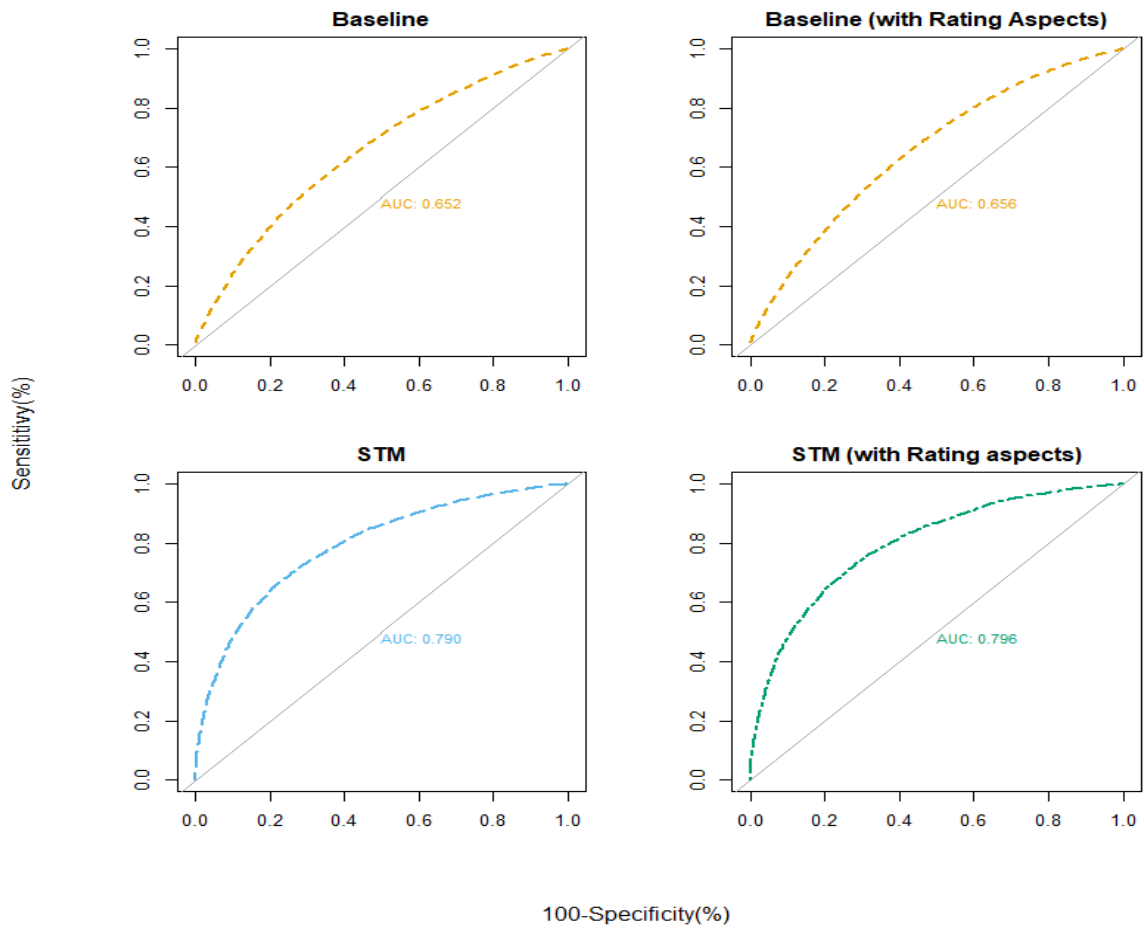 Baseline
1.0
0.8
0.6
0.4
0.2
0.0
AUC: 0.652
0.0 0.2 0.4 0.6 0.8 1.0
Baseline (with Rating Aspects)
1.0
0.8
0.6
0.4
0.2
0.0
AUC: 0.656
0.0 0.2 0.4 0.6 0.8 1.0
Sensititivy(%)
STM
1.0
0.8
0.6
0.4
0.2
0.0
AUC: 0.790
0.0 0.2 0.4 0.6 0.8 1.0
STM (with Rating aspects)
1.0
0.8
0.6
0.4
0.2
0.0
AUC: 0.796
0.0 0.2 0.4 0.6 0.8 1.0
100-Specificity(%)